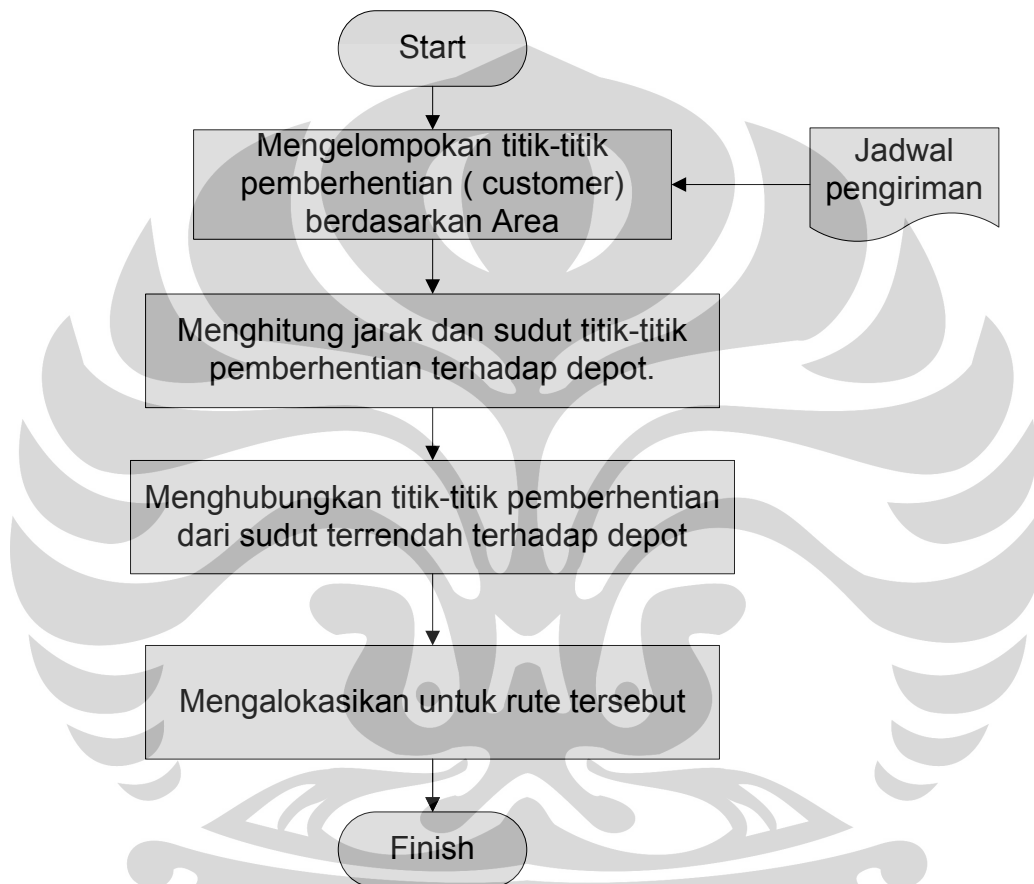 Start
Mengelompokan titik-titik
pemberhentian ( customer)
berdasarkan Area
Jadwal
pengiriman
Menghitung jarak dan sudut titik-titik
pemberhentian terhadap depot.
Menghubungkan titik-titik pemberhentian
dari sudut terrendah terhadap depot
Mengalokasikan untuk rute tersebut
Finish